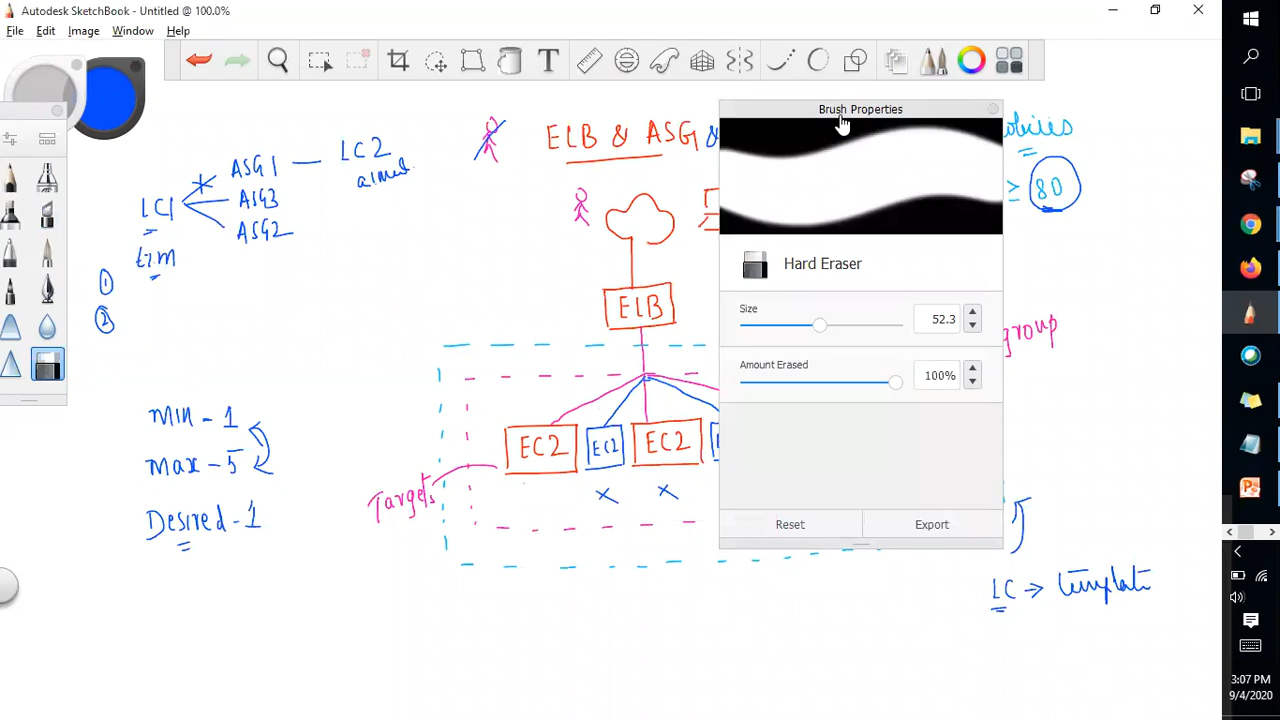 Autodesk SketchBook - Untitled @ 100.0%
File Edit Image Window Help
ELB & ASG &
LC1
tim
ASG1 — LC2
ASG3
ASG2
①
②
≥ 80
Brush Properties
Hard Eraser
Size
52.3
Amount Erased
100%
Reset Export
ELB
group
EC2 EC2 EC2
Targets
× ×
min - 1
max - 5
Desired - 1
LC → template
3:07 PM
9/4/2020